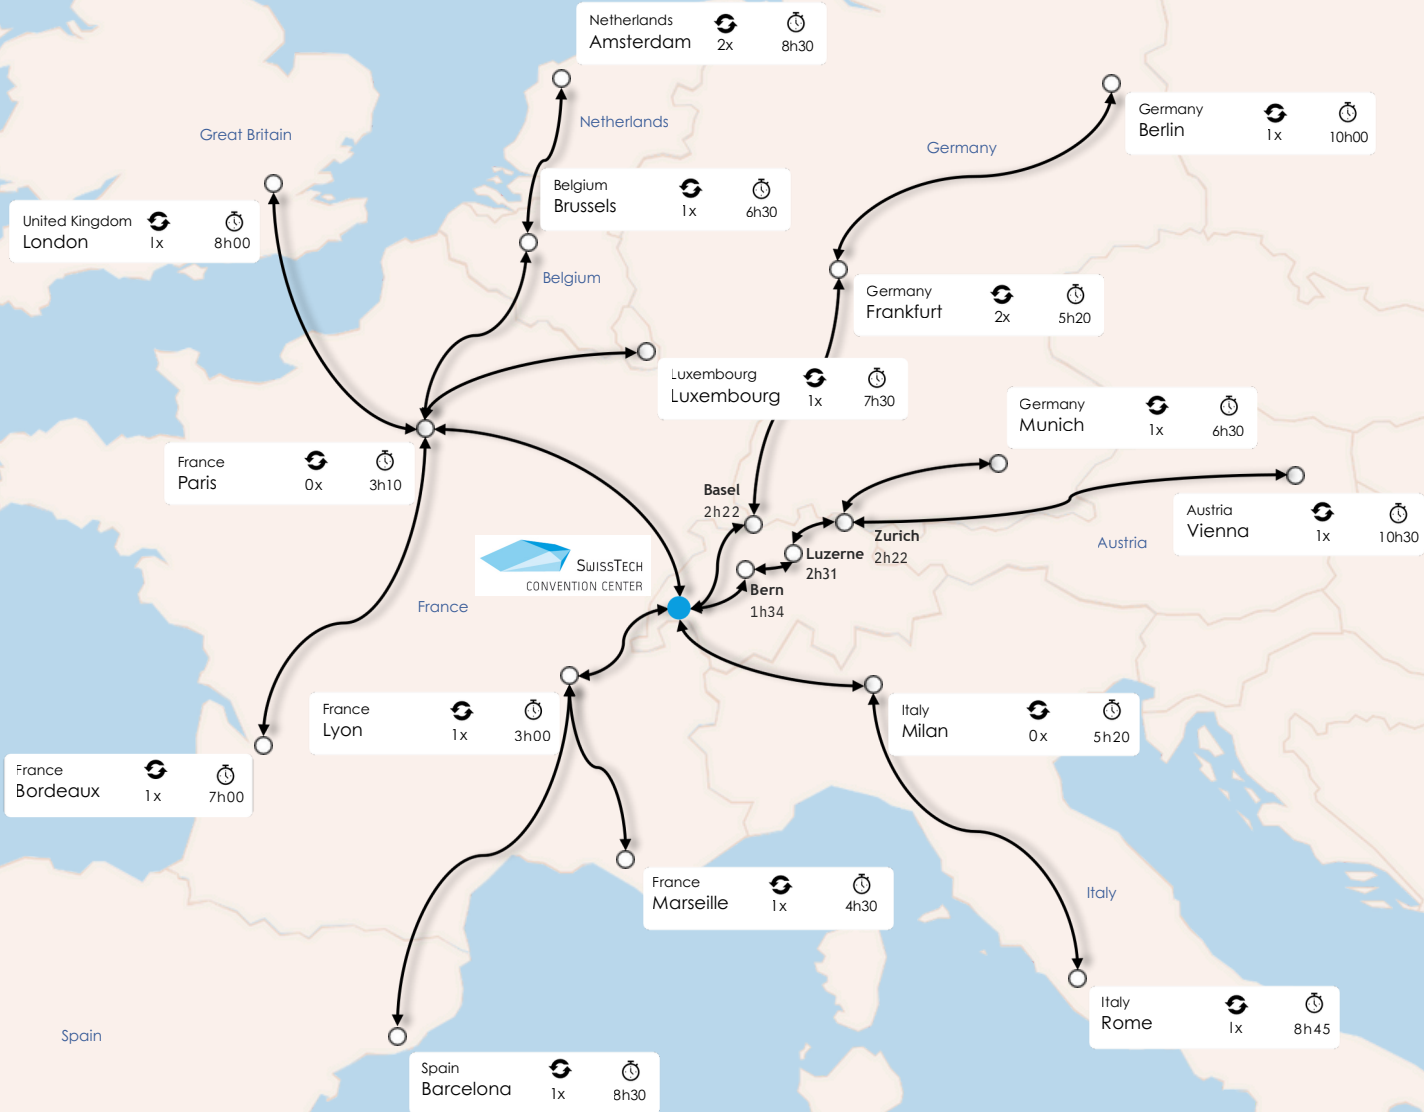 Netherlands
Amsterdam 2x 8h30
Netherlands
Great Britain
Germany
Berlin 1x 10h00
Germany
Belgium
Brussels 1x 6h30
United Kingdom
London 1x 8h00
Belgium
Germany
Frankfurt 2x 5h20
Luxembourg
Luxembourg 1x 7h30
Germany
Munich 1x 6h30
France
Paris 0x 3h10
Basel
2h22
Austria
Vienna 1x 10h30
Austria
Zurich
2h22
Luzerne
2h31
SwissTech
CONVENTION CENTER
Bern
1h34
France
France
Lyon 1x 3h00
Italy
Milan 0x 5h20
France
Bordeaux 1x 7h00
France
Marseille 1x 4h30
Italy
Italy
Rome 1x 8h45
Spain
Spain
Barcelona 1x 8h30